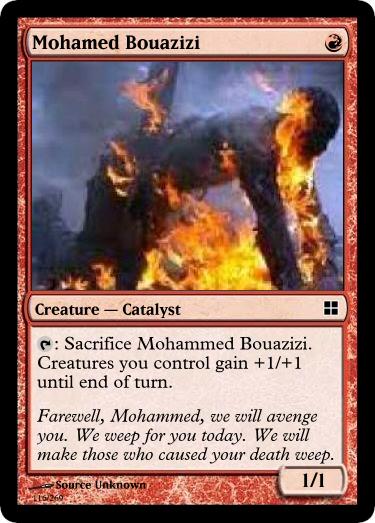 Mohamed Bouazizi
Creature — Catalyst
: Sacrifice Mohammed Bouazizi.
Creatures you control gain +1/+1
until end of turn.
Farewell, Mohammed, we will avenge
you. We weep for you today. We will
make those who caused your death weep.
1/1
Source Unknown
116/269